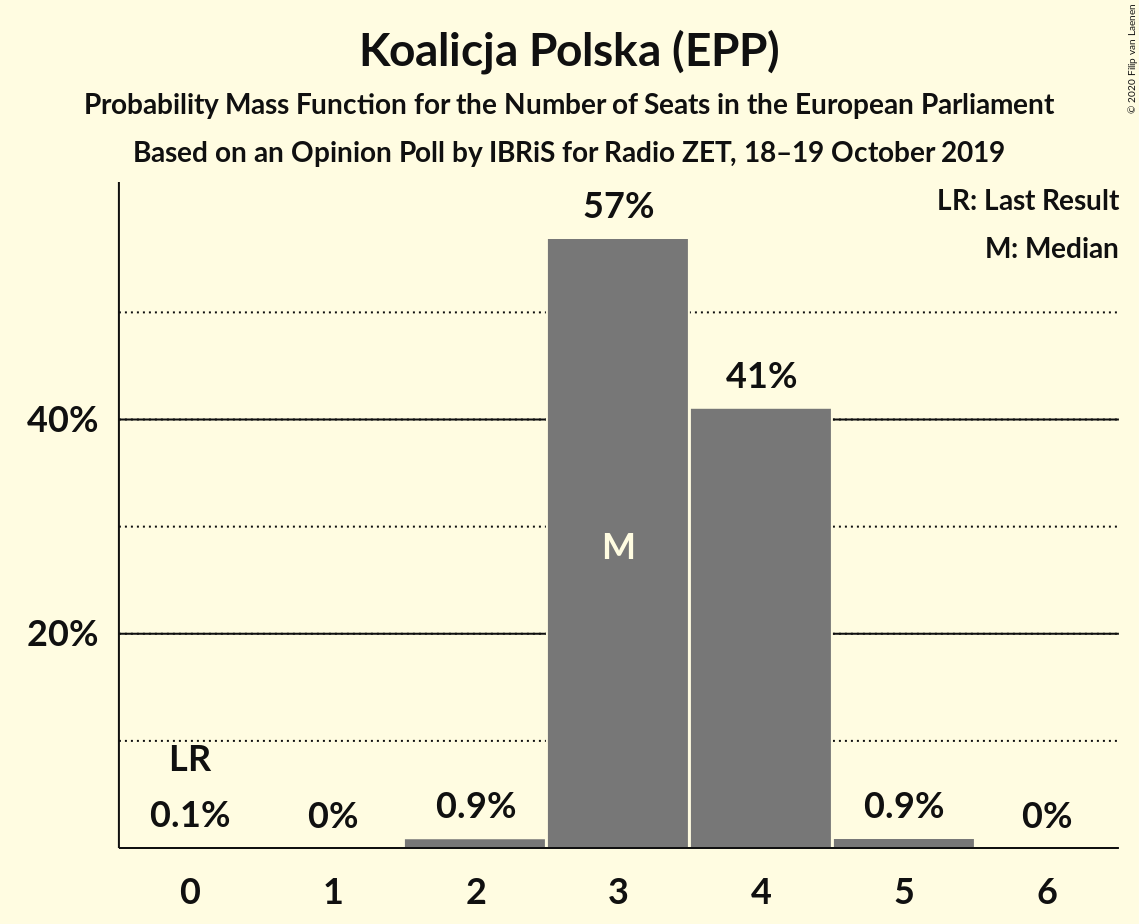 Koalicja Polska (EPP)
Probability Mass Function for the Number of Seats in the European Parliament
Based on an Opinion Poll by IBRiS for Radio ZET, 18–19 October 2019
© 2020 Filip van Laenen
LR: Last Result
M: Median
57%
41%
40%
M
20%
LR
0.1%
0%
0.9%
0.9%
0%
0
1
2
3
4
5
6